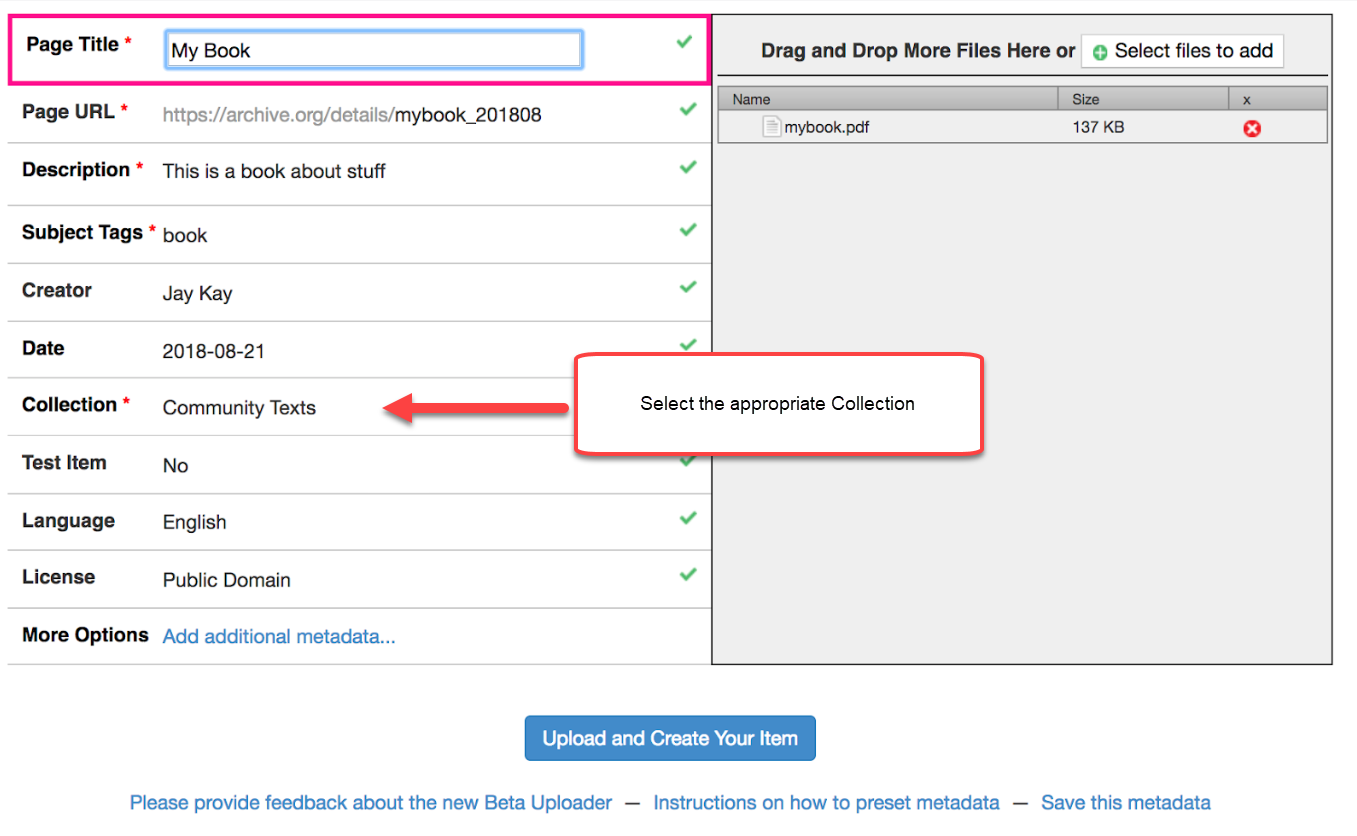 Page Title * My Book
Drag and Drop More Files Here or Select files to add
Page URL * https://archive.org/details/mybook_201808
Name Size x
mybook.pdf 137 KB
Description * This is a book about stuff
Subject Tags * book
Creator Jay Kay
Date 2018-08-21
Collection * Community Texts
Select the appropriate Collection
Test Item No
Language English
License Public Domain
More Options Add additional metadata...
Upload and Create Your Item
Please provide feedback about the new Beta Uploader — Instructions on how to preset metadata — Save this metadata